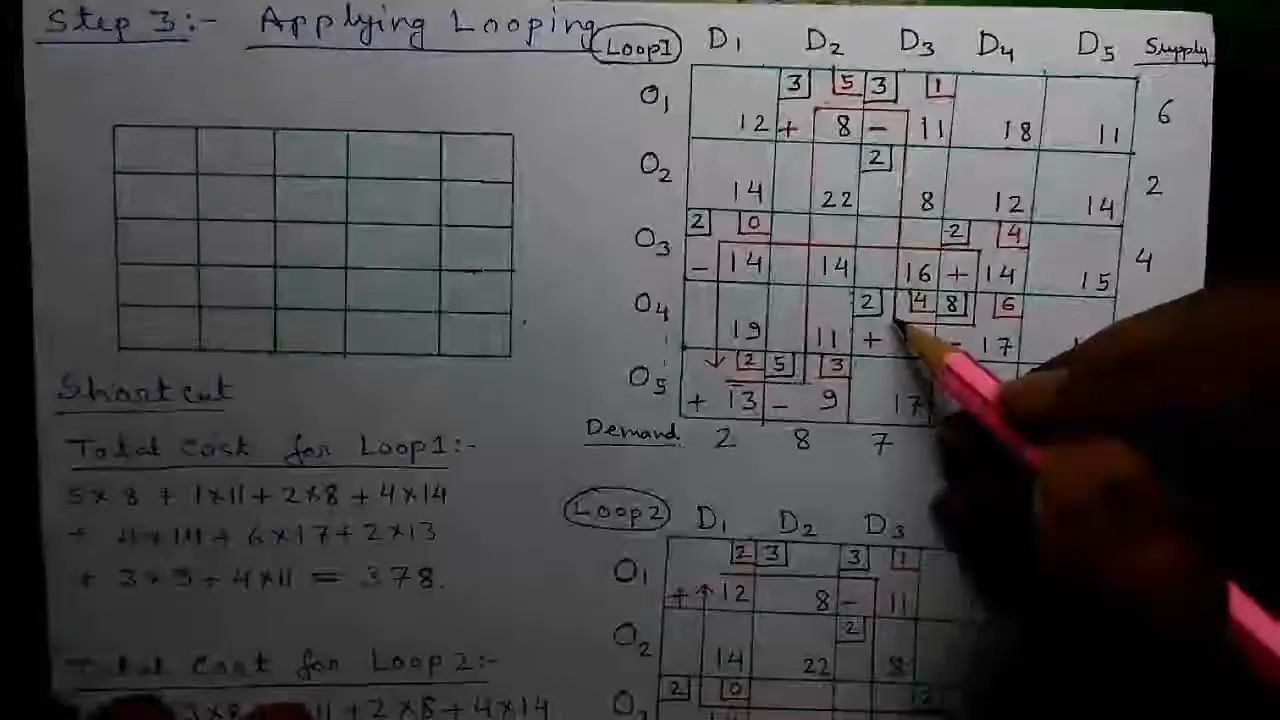 Step 3:- Applying Looping
Loop1 D1 D2 D3 D4 D5 Supply
O1 3 5 3 1 6
12 + 8 - 11 18 11
O2 2 2
14 22 8 12 14
O3 2 0 2 4 4
- 14 14 16 + 14 15
O4 2 4 8 6
19 11 + - 17
O5 2 5 3
+ 13 - 9 17
Demand 2 8 7
Shortcut
Total cost for Loop1:-
5×8 + 1×11 + 2×8 + 4×14
+ 6×17 + 2×13
+ 3×9 + 4×11 = 378.
Loop2 D1 D2 D3
O1 2 3 3 1
+ 12 8 - 11
O2 2
14 22 8
O3 2 0
Total Cost for Loop 2:-
3×8 + 11 + 2×8 + 4×14